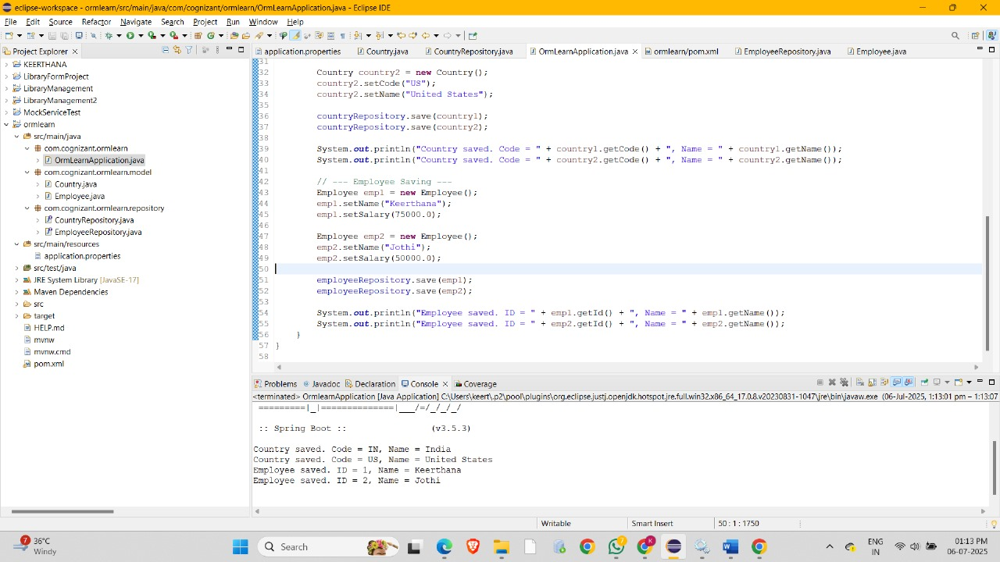 eclipse-workspace - ormlearn/src/main/java/com/cognizant/ormlearn/OrmLearnApplication.java - Eclipse IDE
File Edit Source Refactor Navigate Search Project Run Window Help
Project Explorer
KEERTHANA
LibraryFormProject
LibraryManagement
LibraryManagement2
MockServiceTest
ormlearn
src/main/java
com.cognizant.ormlearn
OrmLearnApplication.java
com.cognizant.ormlearn.model
Country.java
Employee.java
com.cognizant.ormlearn.repository
CountryRepository.java
EmployeeRepository.java
src/main/resources
application.properties
src/test/java
JRE System Library [JavaSE-17]
Maven Dependencies
src
target
HELP.md
mvnw
mvnw.cmd
pom.xml
application.properties Country.java CountryRepository.java OrmLearnApplication.java ormlearn/pom.xml EmployeeRepository.java Employee.java
31
32 Country country2 = new Country();
33 country2.setCode("US");
34 country2.setName("United States");
35
36 countryRepository.save(country1);
37 countryRepository.save(country2);
38
39 System.out.println("Country saved. Code = " + country1.getCode() + ", Name = " + country1.getName());
40 System.out.println("Country saved. Code = " + country2.getCode() + ", Name = " + country2.getName());
41
42 // --- Employee Saving ---
43 Employee emp1 = new Employee();
44 emp1.setName("Keerthana");
45 emp1.setSalary(75000.0);
46
47 Employee emp2 = new Employee();
48 emp2.setName("Jothi");
49 emp2.setSalary(50000.0);
50
51 employeeRepository.save(emp1);
52 employeeRepository.save(emp2);
53
54 System.out.println("Employee saved. ID = " + emp1.getId() + ", Name = " + emp1.getName());
55 System.out.println("Employee saved. ID = " + emp2.getId() + ", Name = " + emp2.getName());
56 }
57 }
58
Problems Javadoc Declaration Console Coverage
<terminated> OrmlearnApplication [Java Application] C:\Users\keert\.p2\pool\plugins\org.eclipse.justj.openjdk.hotspot.jre.full.win32.x86_64_17.0.8.v20230831-1047\jre\bin\javaw.exe (06-Jul-2025, 1:13:01 pm – 1:13:07
=========|_|==============|___/=/_/_/_/
:: Spring Boot :: (v3.5.3)
Country saved. Code = IN, Name = India
Country saved. Code = US, Name = United States
Employee saved. ID = 1, Name = Keerthana
Employee saved. ID = 2, Name = Jothi
Writable Smart Insert 50 : 1 : 1750
7 36°C
Windy
Search
7
K
ENG
IN
01:13 PM
06-07-2025